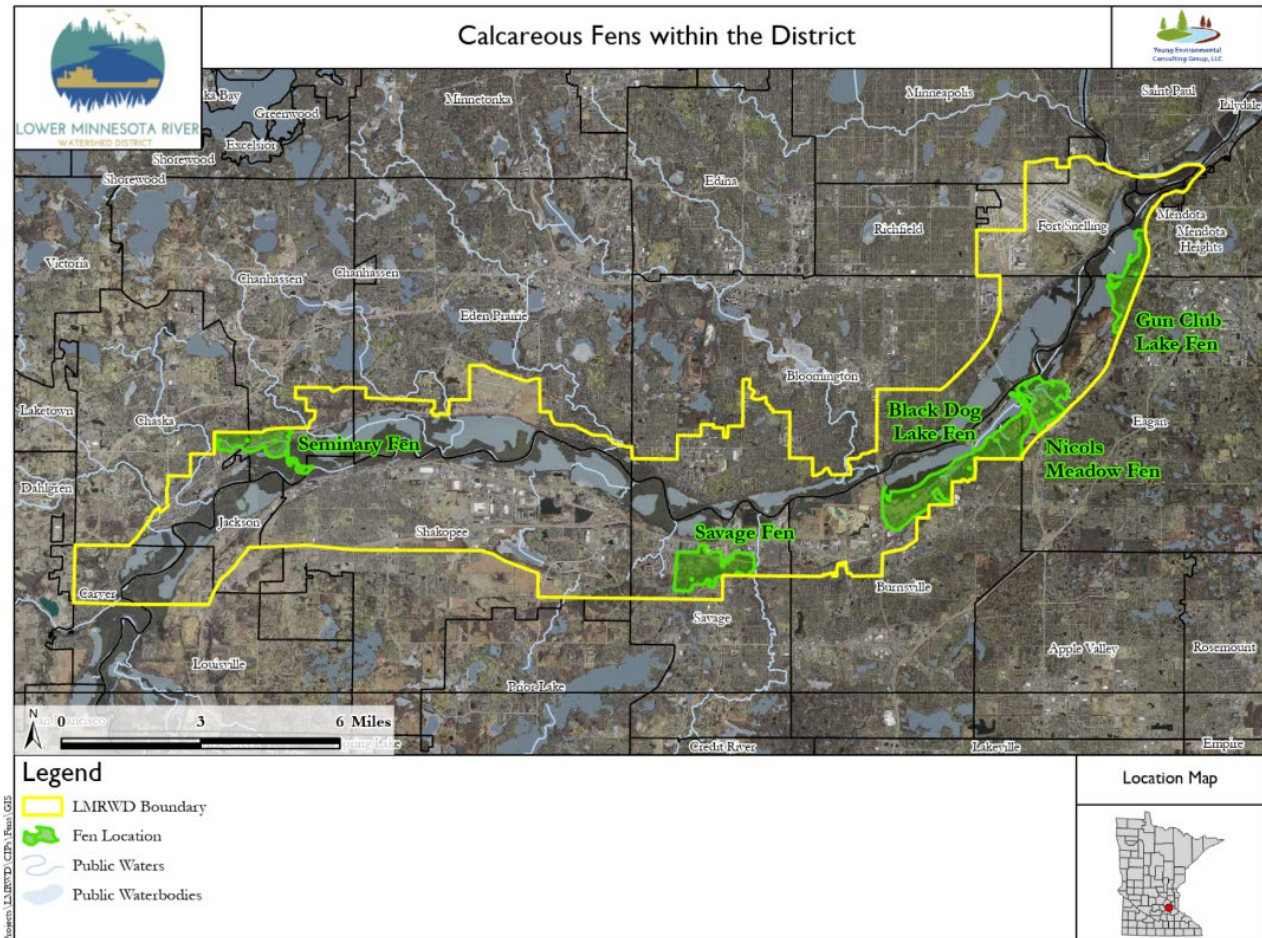 Calcareous Fens within the District
LOWER MINNESOTA RIVER
WATERSHED DISTRICT
Young Environmental
Consulting Group, LLC
ka Bay
Greenwood
Excelsior
Shorewood
Shorewood
Shorewood
Minnetonka
Minneapolis
Saint Paul
Lilydale
Edina
Richfield
Fort Snelling
Mendota
Mendota
Heights
Victoria
Chanhassen
Chanhassen
Eden Prairie
Bloomington
Gun Club
Lake Fen
Laketown
Chaska
Seminary Fen
Black Dog
Lake Fen
Nicols
Meadow Fen
Eagan
Dahlgren
Jackson
Shakopee
Savage Fen
Carver
Savage
Burnsville
Louisville
Prior Lake
Apple Valley
Rosemount
Credit River
Lakeville
Empire
N
0 3 6 Miles
Legend
LMRWD Boundary
Fen Location
Public Waters
Public Waterbodies
Location Map